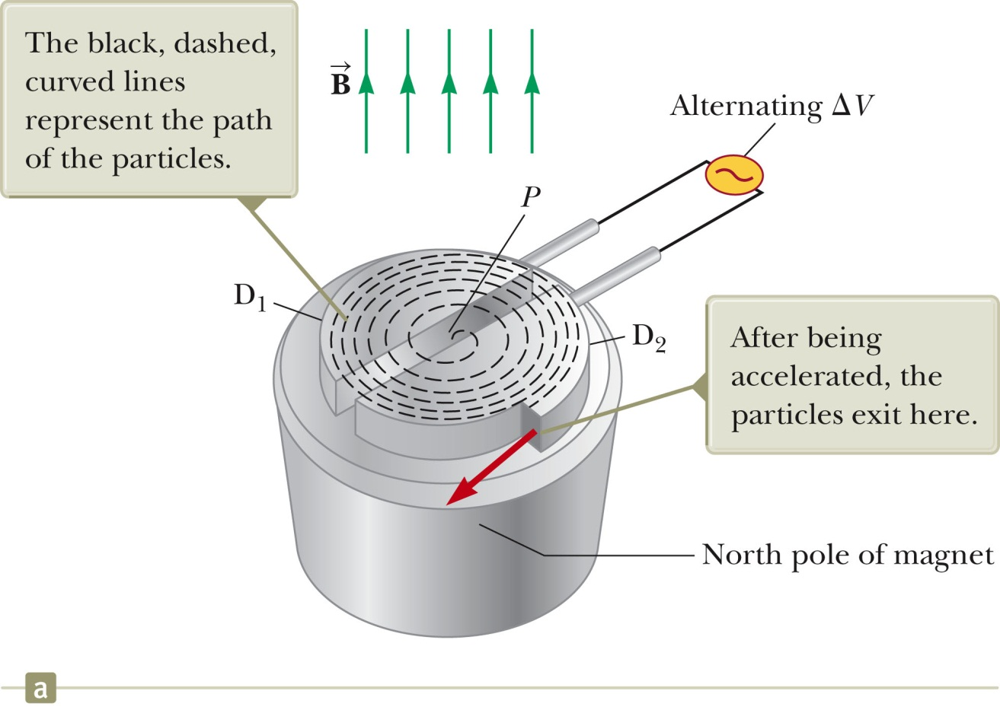 The black, dashed,
curved lines
represent the path
of the particles.
B
Alternating ΔV
P
D1
D2
After being
accelerated, the
particles exit here.
North pole of magnet
a